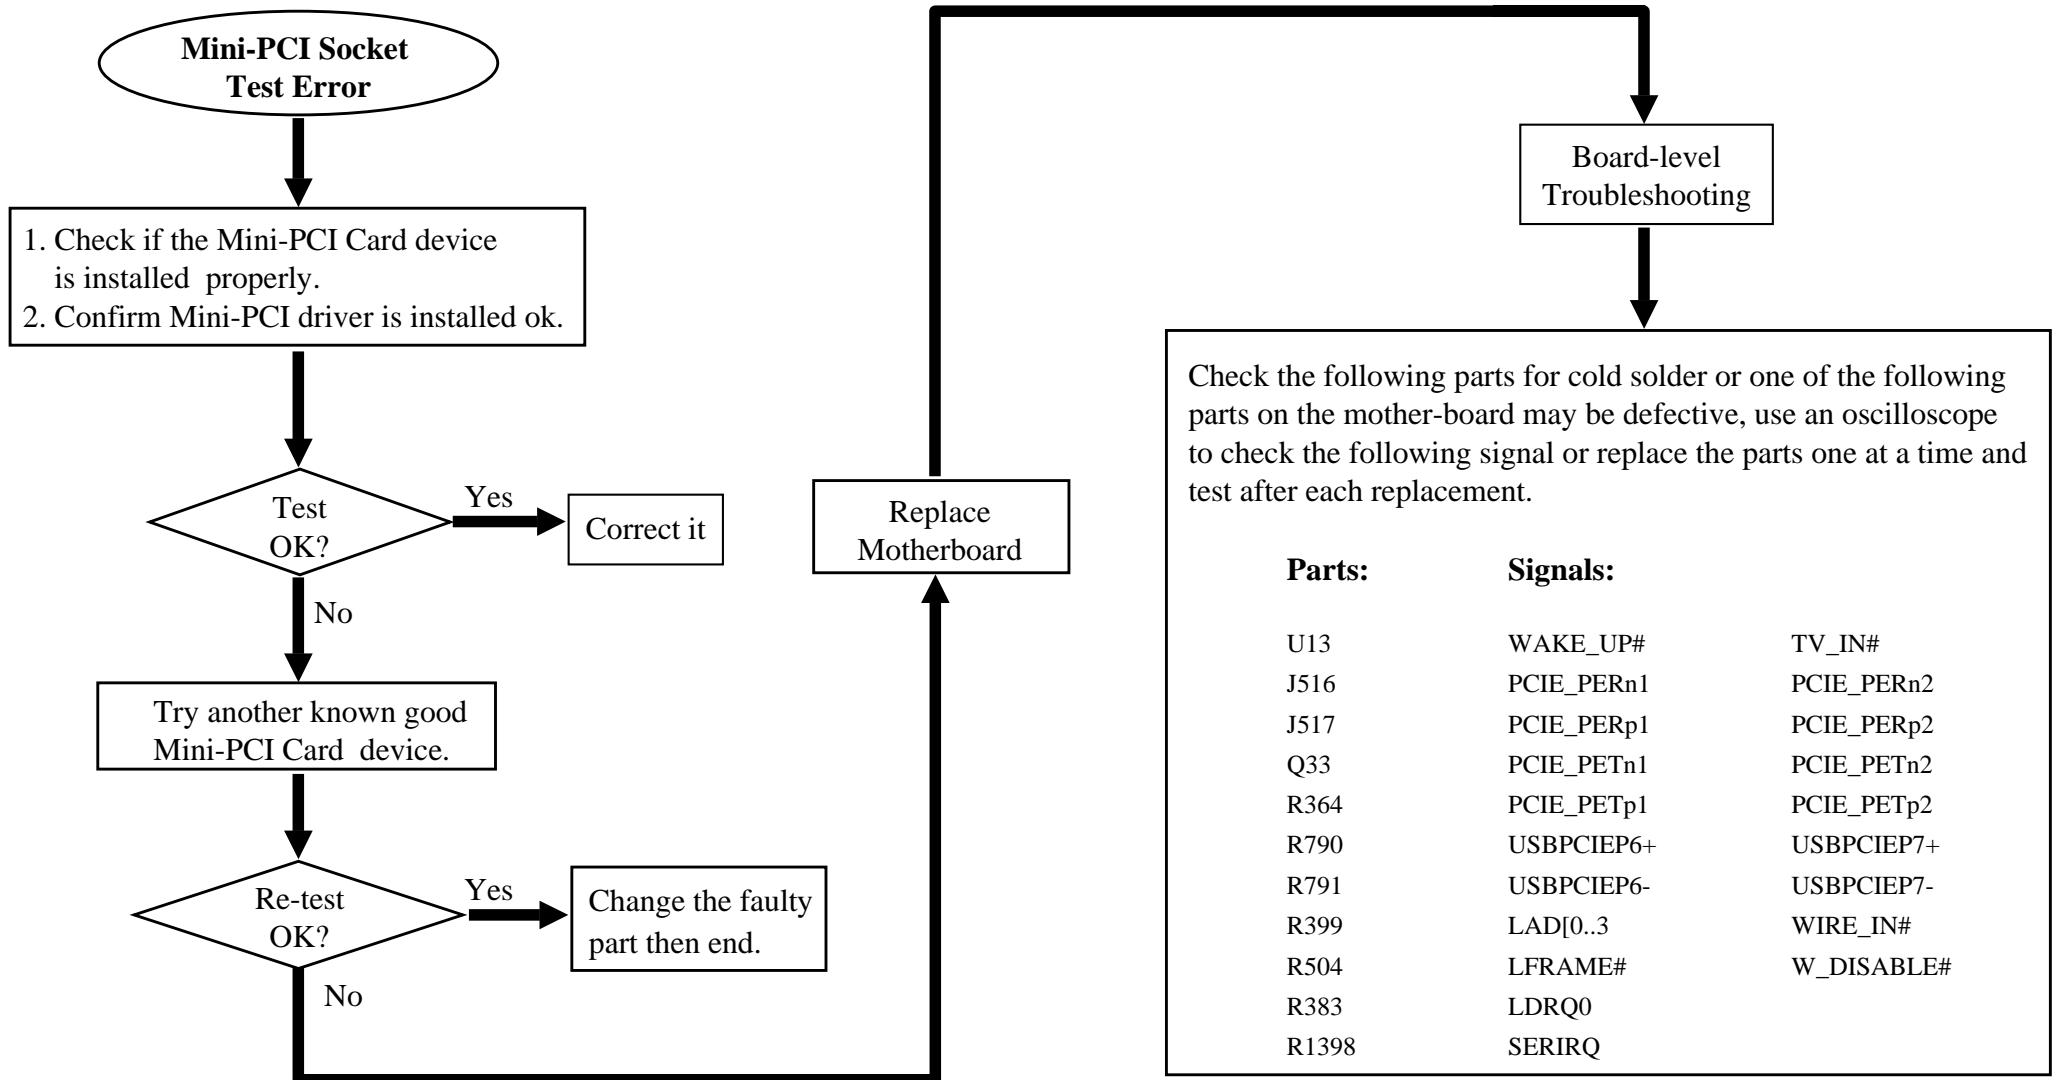 Mini-PCI Socket
Test Error
1. Check if the Mini-PCI Card device
is installed properly.
2. Confirm Mini-PCI driver is installed ok.
Test
OK?
Yes
Correct it
No
Try another known good
Mini-PCI Card device.
Re-test
OK?
Yes
Change the faulty
part then end.
No
Replace
Motherboard
Board-level
Troubleshooting
Check the following parts for cold solder or one of the following
parts on the mother-board may be defective, use an oscilloscope
to check the following signal or replace the parts one at a time and
test after each replacement.
Parts: Signals:
U13 WAKE_UP# TV_IN#
J516 PCIE_PERn1 PCIE_PERn2
J517 PCIE_PERp1 PCIE_PERp2
Q33 PCIE_PETn1 PCIE_PETn2
R364 PCIE_PETp1 PCIE_PETp2
R790 USBPCIEP6+ USBPCIEP7+
R791 USBPCIEP6- USBPCIEP7-
R399 LAD[0..3 WIRE_IN#
R504 LFRAME# W_DISABLE#
R383 LDRQ0
R1398 SERIRQ